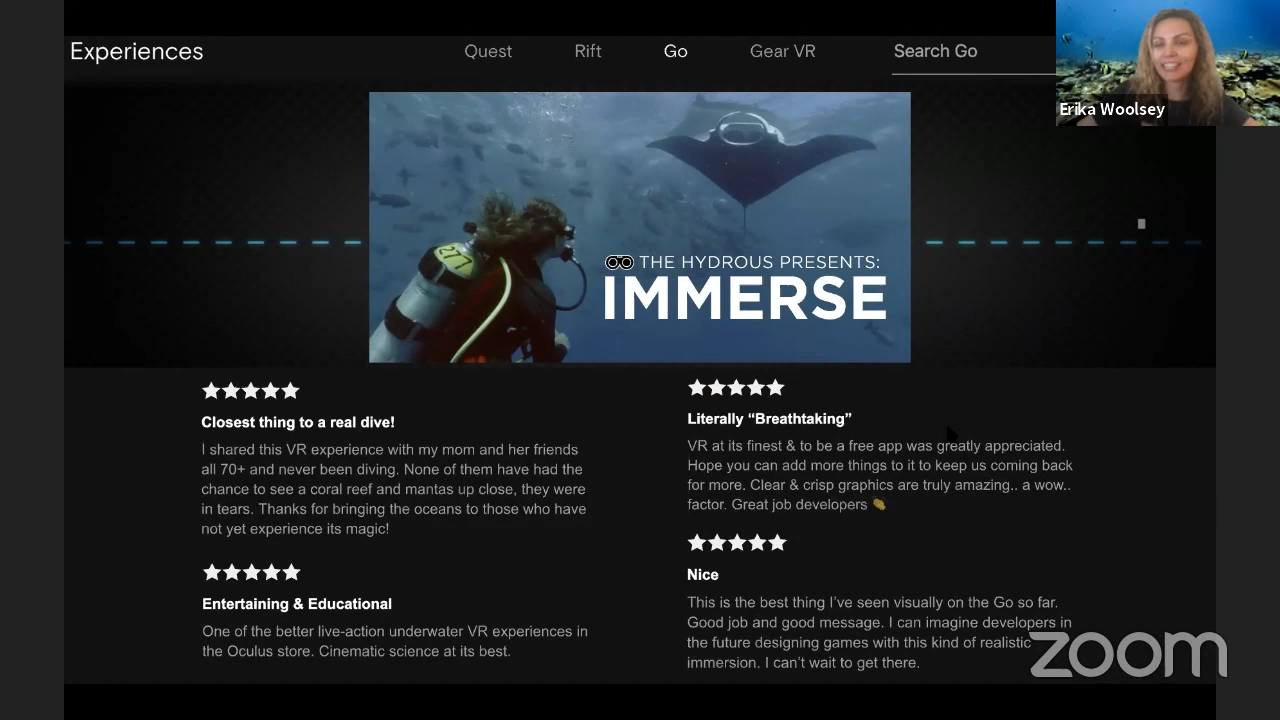 Experiences
Quest
Rift
Go
Gear VR
Search Go
Erika Woolsey
277
THE HYDROUS PRESENTS:
IMMERSE
Closest thing to a real dive!
I shared this VR experience with my mom and her friends
all 70+ and never been diving. None of them have had the
chance to see a coral reef and mantas up close, they were
in tears. Thanks for bringing the oceans to those who have
not yet experience its magic!
Entertaining & Educational
One of the better live-action underwater VR experiences in
the Oculus store. Cinematic science at its best.
Literally “Breathtaking”
VR at its finest & to be a free app was greatly appreciated.
Hope you can add more things to it to keep us coming back
for more. Clear & crisp graphics are truly amazing.. a wow..
factor. Great job developers 👏
Nice
This is the best thing I’ve seen visually on the Go so far.
Good job and good message. I can imagine developers in
the future designing games with this kind of realistic
immersion. I can’t wait to get there.
zoom